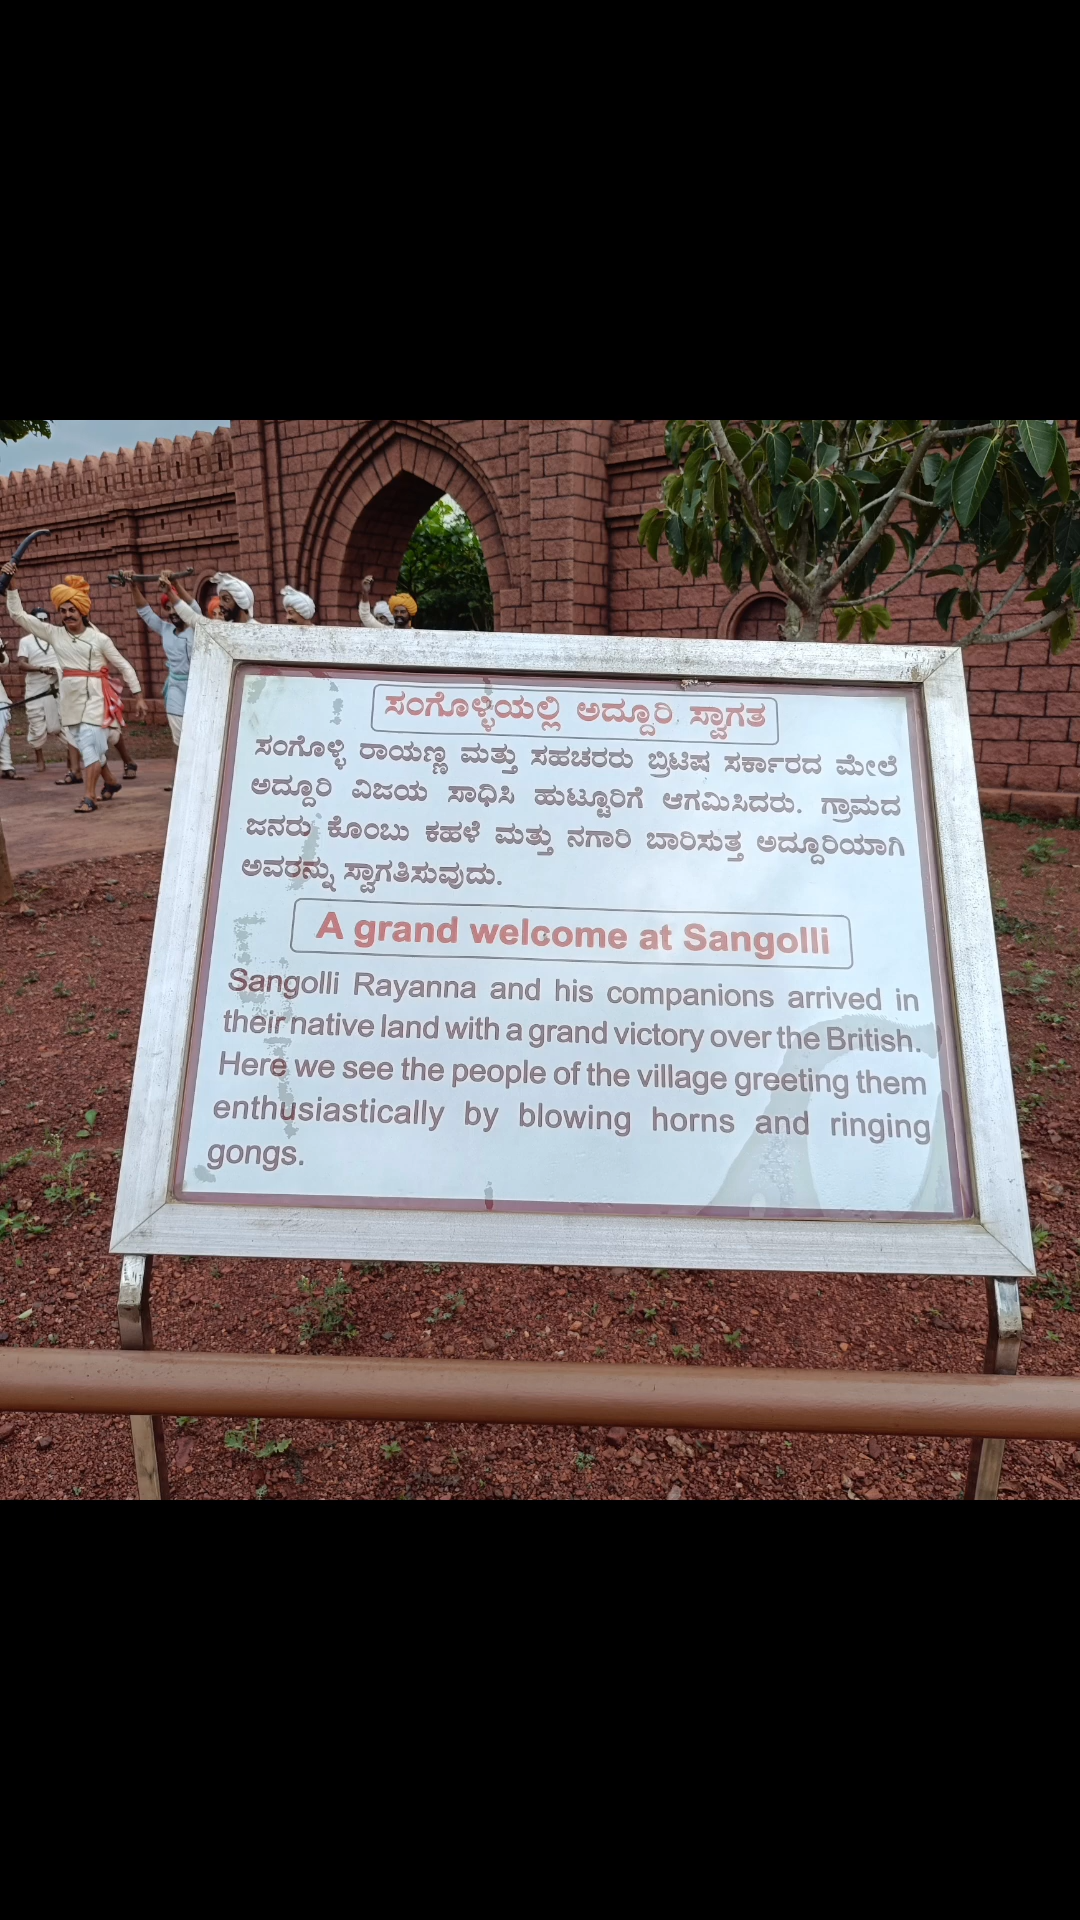 ಸಂಗೊಳ್ಳಿಯಲ್ಲಿ ಅದ್ದೂರಿ ಸ್ವಾಗತ
ಸಂಗೊಳ್ಳಿ ರಾಯಣ್ಣ ಮತ್ತು ಸಹಚರರು ಬ್ರಿಟಿಷ ಸರ್ಕಾರದ ಮೇಲೆ
ಅದ್ದೂರಿ ವಿಜಯ ಸಾಧಿಸಿ ಹುಟ್ಟೂರಿಗೆ ಆಗಮಿಸಿದರು. ಗ್ರಾಮದ
ಜನರು ಕೊಂಬು ಕಹಳೆ ಮತ್ತು ನಗಾರಿ ಬಾರಿಸುತ್ತ ಅದ್ದೂರಿಯಾಗಿ
ಅವರನ್ನು ಸ್ವಾಗತಿಸುವುದು.
A grand welcome at Sangolli
Sangolli Rayanna and his companions arrived in
their native land with a grand victory over the British.
Here we see the people of the village greeting them
enthusiastically by blowing horns and ringing
gongs.